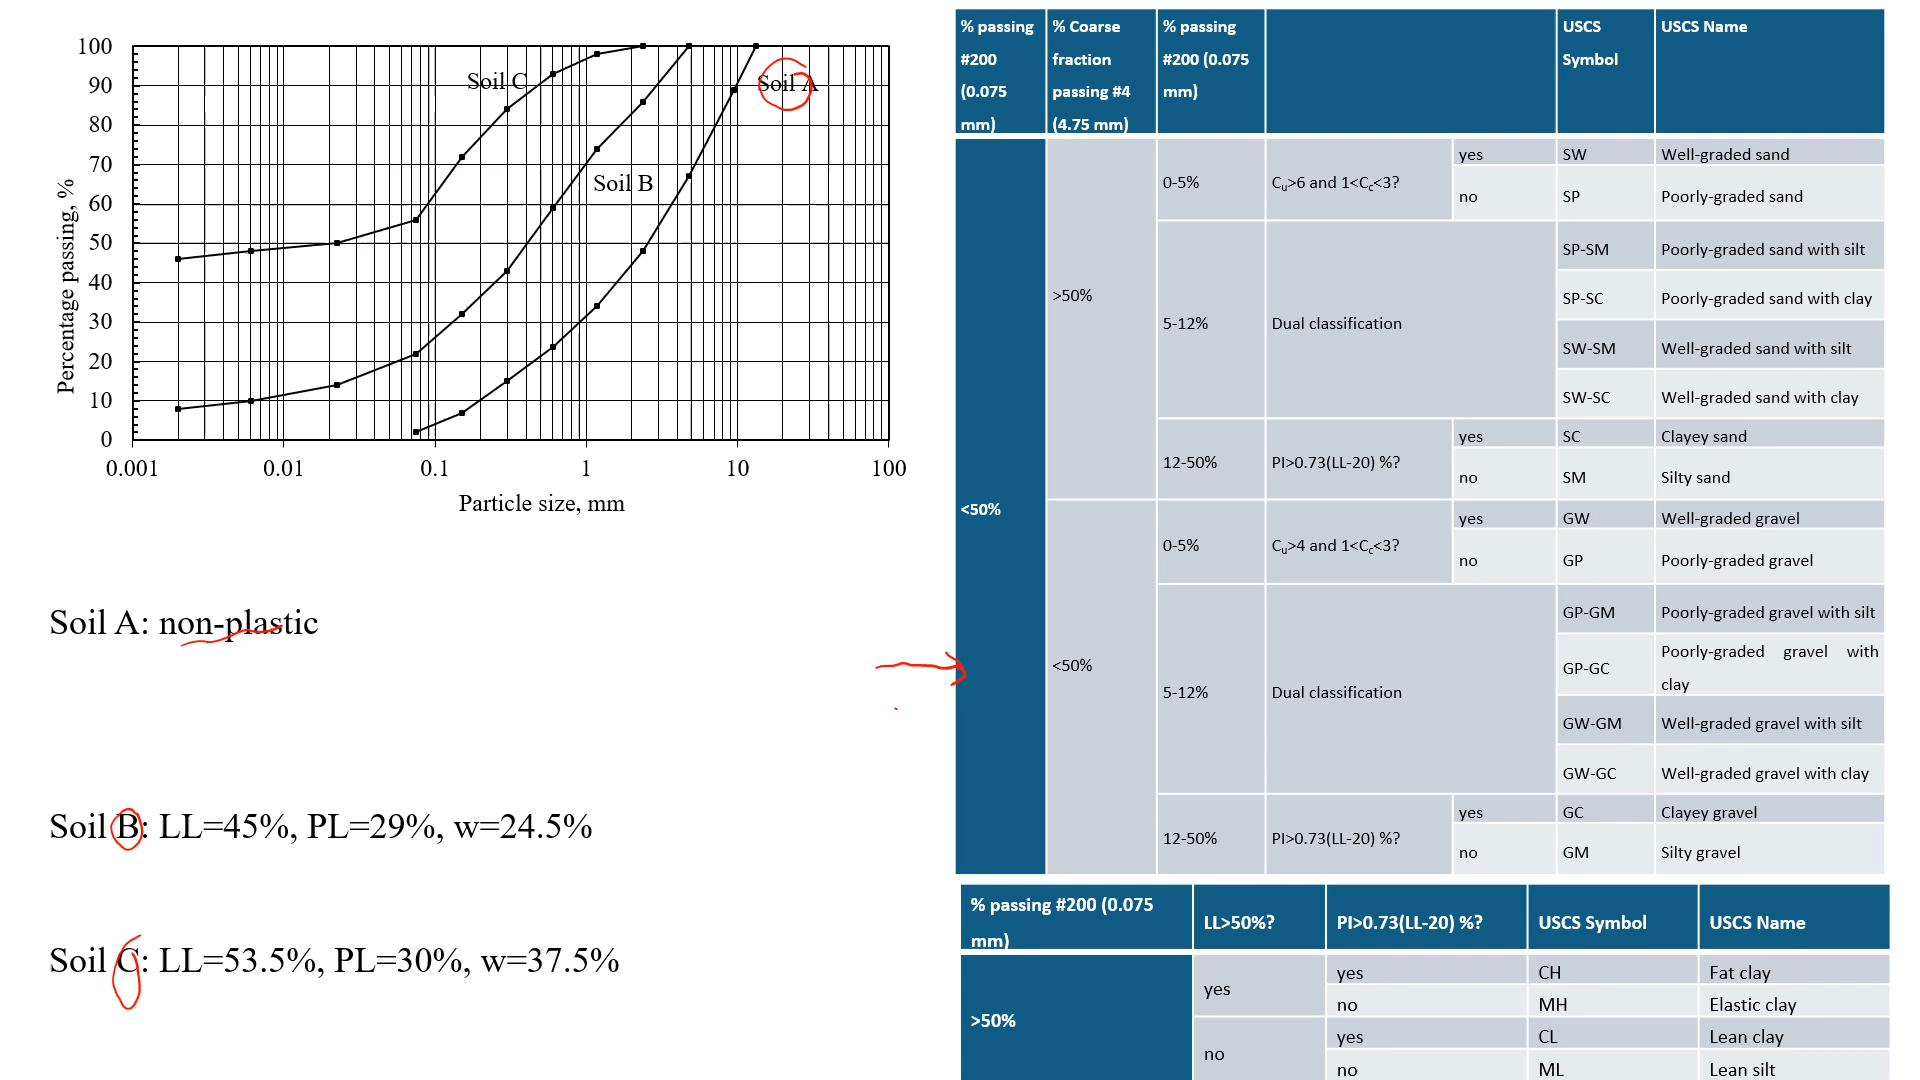 100
90
80
70
60
50
40
30
20
10
0
Percentage passing, %
Soil C
Soil A
Soil B
0.001 0.01 0.1 1 10 100
Particle size, mm
Soil A: non-plastic
Soil B: LL=45%, PL=29%, w=24.5%
Soil C: LL=53.5%, PL=30%, w=37.5%
% passing
#200
(0.075
mm)
% Coarse
fraction
passing #4
(4.75 mm)
% passing
#200 (0.075
mm)
USCS
Symbol
USCS Name
<50%
>50%
0-5%
Cu>6 and 1<Cc<3?
yes SW Well-graded sand
no SP Poorly-graded sand
5-12%
Dual classification
SP-SM Poorly-graded sand with silt
SP-SC Poorly-graded sand with clay
SW-SM Well-graded sand with silt
SW-SC Well-graded sand with clay
12-50%
PI>0.73(LL-20) %?
yes SC Clayey sand
no SM Silty sand
<50%
0-5%
Cu>4 and 1<Cc<3?
yes GW Well-graded gravel
no GP Poorly-graded gravel
5-12%
Dual classification
GP-GM Poorly-graded gravel with silt
GP-GC Poorly-graded gravel with
clay
GW-GM Well-graded gravel with silt
GW-GC Well-graded gravel with clay
12-50%
PI>0.73(LL-20) %?
yes GC Clayey gravel
no GM Silty gravel
% passing #200 (0.075
mm)
LL>50%? PI>0.73(LL-20) %? USCS Symbol USCS Name
>50%
yes
yes CH Fat clay
no MH Elastic clay
no
yes CL Lean clay
no ML Lean silt